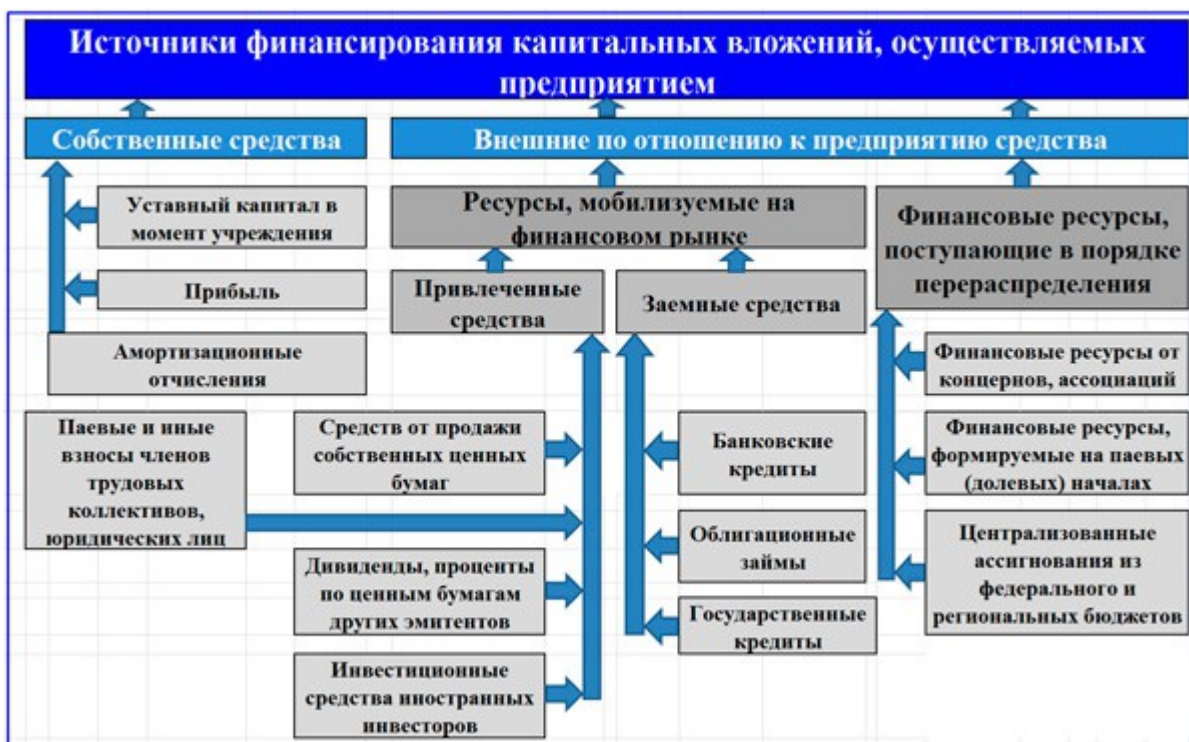 Источники финансирования капитальных вложений, осуществляемых
предприятием
Собственные средства
Внешние по отношению к предприятию средства
Уставный капитал в
момент учреждения
Прибыль
Амортизационные
отчисления
Ресурсы, мобилизуемые на
финансовом рынке
Привлеченные
средства
Заемные средства
Финансовые ресурсы,
поступающие в порядке
перераспределения
Паевые и иные
взносы членов
трудовых
коллективов,
юридических лиц
Средств от продажи
собственных ценных
бумаг
Дивиденды, проценты
по ценным бумагам
других эмитентов
Инвестиционные
средства иностранных
инвесторов
Банковские
кредиты
Облигационные
займы
Государственные
кредиты
Финансовые ресурсы от
концернов, ассоциаций
Финансовые ресурсы,
формируемые на паевых
(долевых) началах
Централизованные
ассигнования из
федерального и
региональных бюджетов